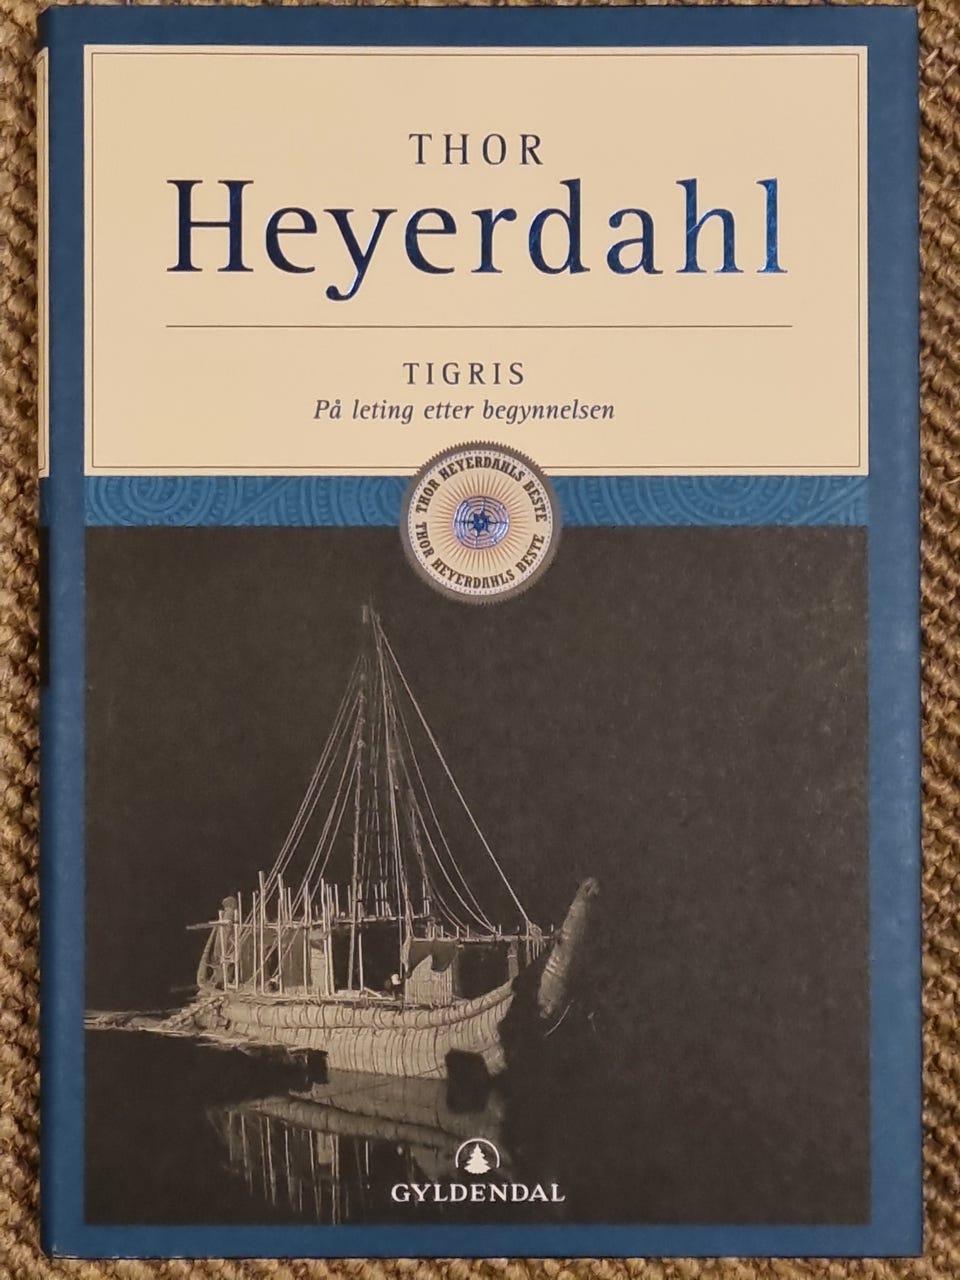 THOR
Heyerdahl
TIGRIS
På leting etter begynnelsen
THOR HEYERDAHLS BESTE
THOR HEYERDAHLS BESTE
GYLDENDAL